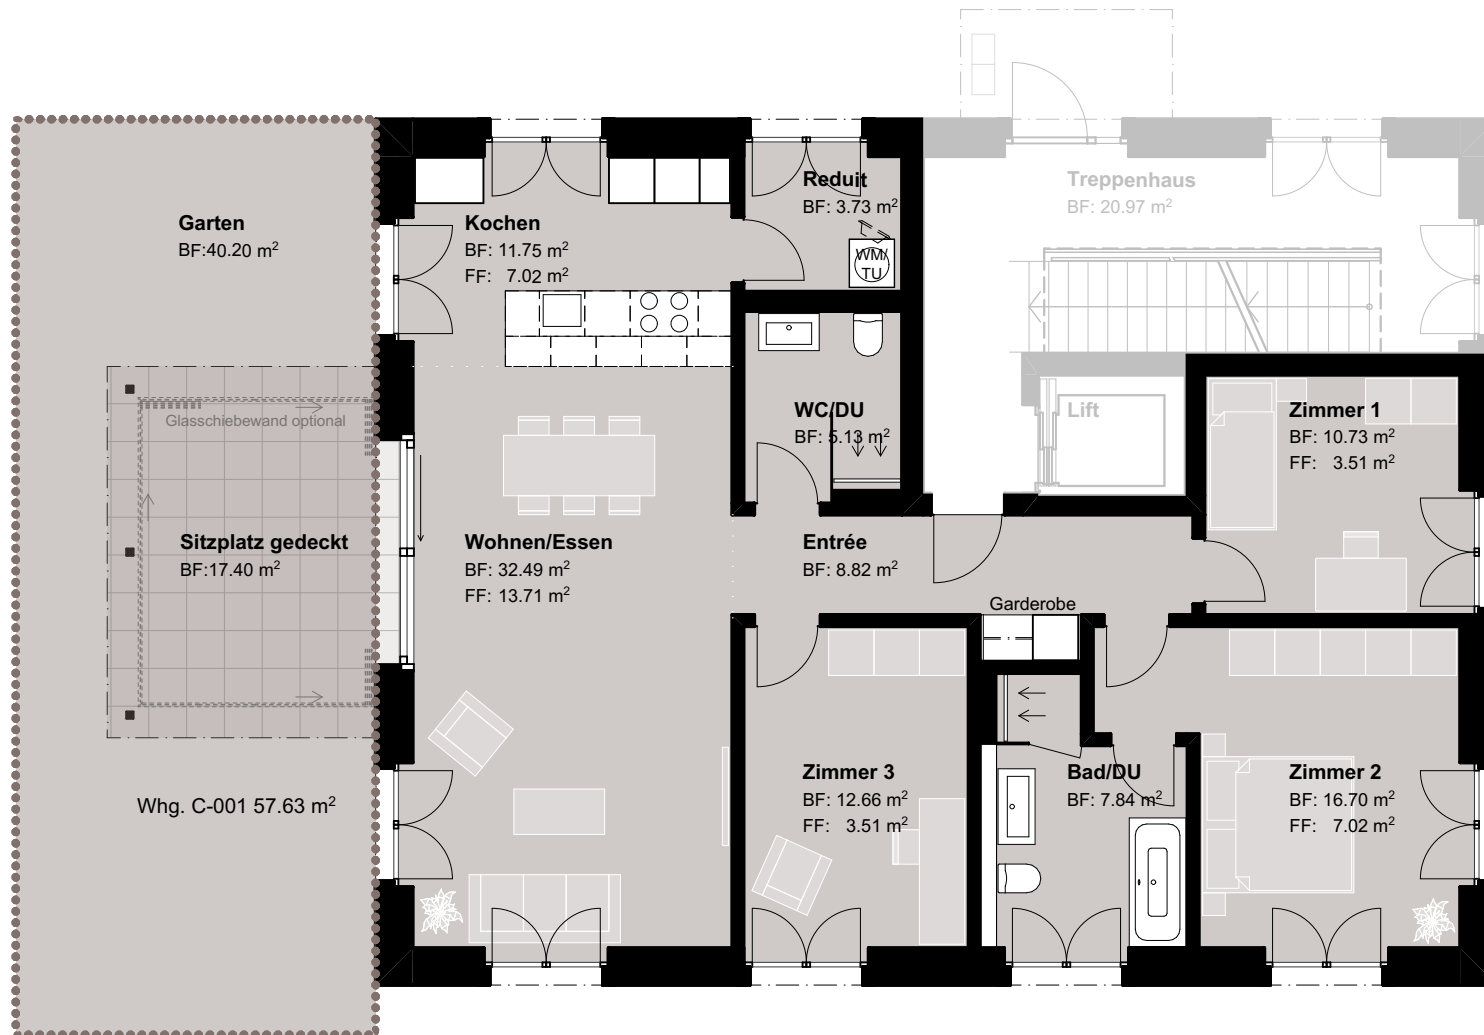 Garten
BF:40.20 m²
Kochen
BF: 11.75 m²
FF: 7.02 m²
Reduit
BF: 3.73 m²
WM/
TU
Treppenhaus
BF: 20.97 m²
Glasschiebewand optional
WC/DU
BF: 5.13 m²
Lift
Zimmer 1
BF: 10.73 m²
FF: 3.51 m²
Sitzplatz gedeckt
BF:17.40 m²
Wohnen/Essen
BF: 32.49 m²
FF: 13.71 m²
Entrée
BF: 8.82 m²
Garderobe
Whg. C-001 57.63 m²
Zimmer 3
BF: 12.66 m²
FF: 3.51 m²
Bad/DU
BF: 7.84 m²
Zimmer 2
BF: 16.70 m²
FF: 7.02 m²